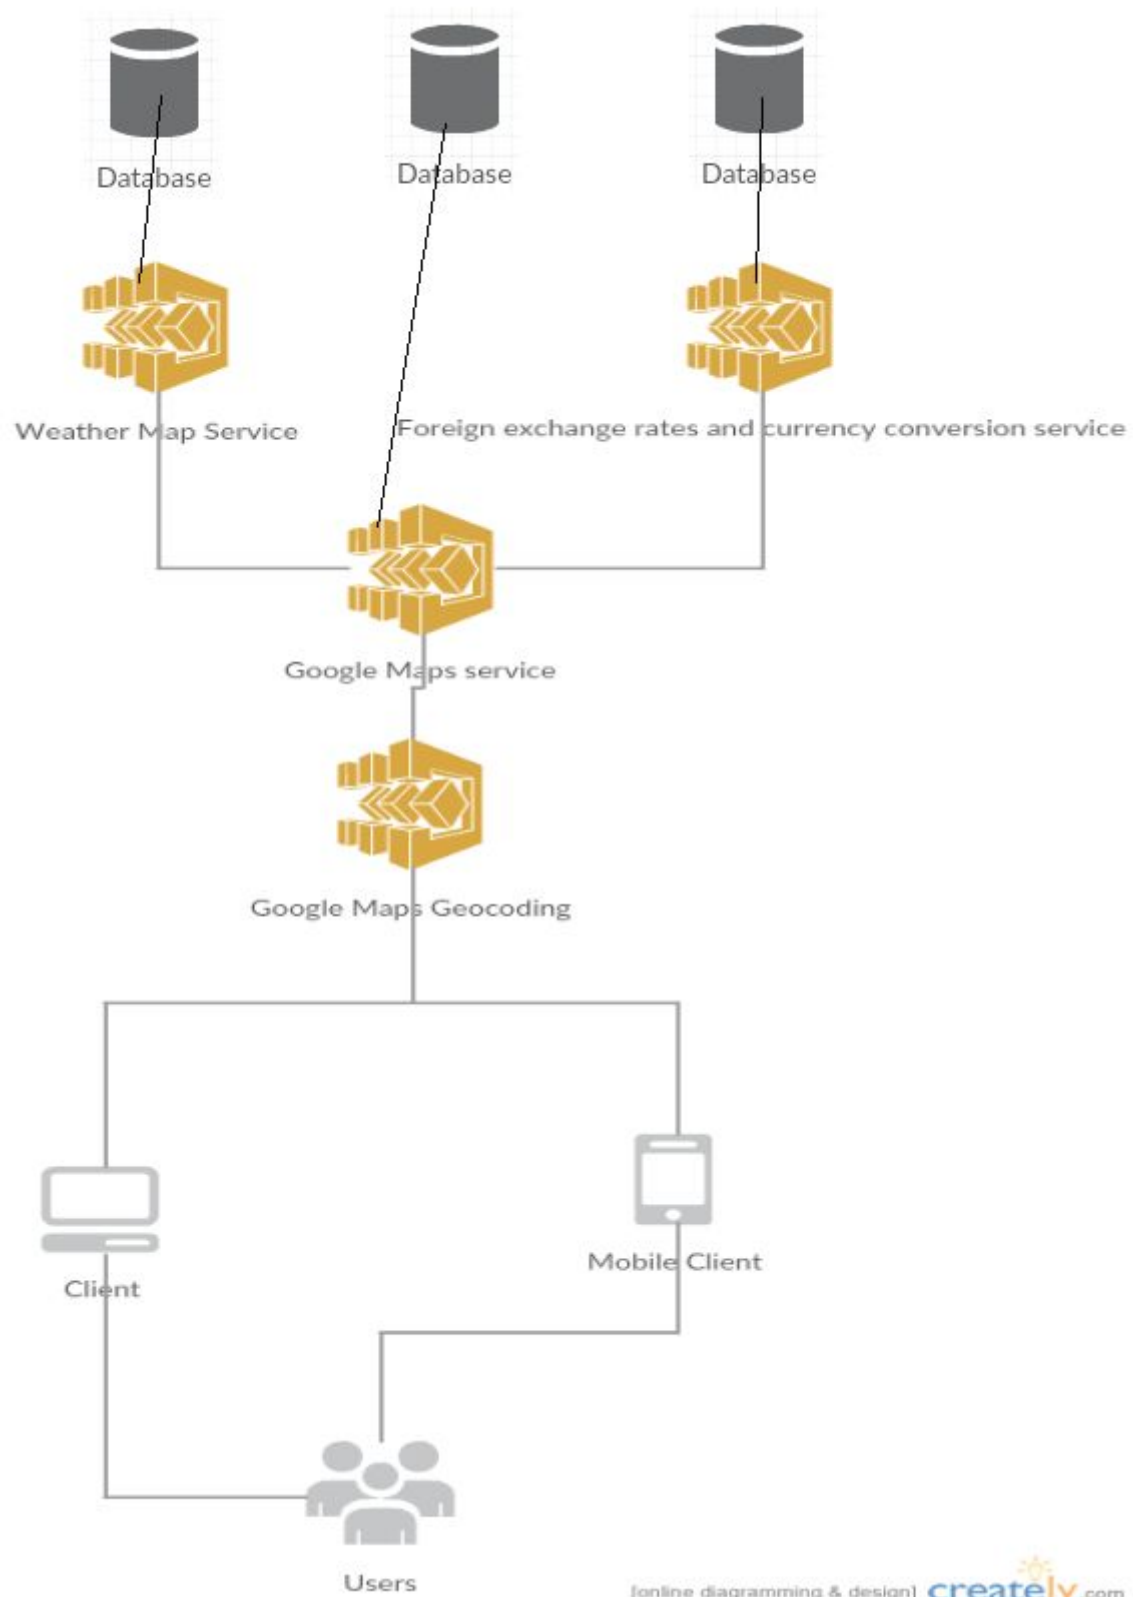 Database
Database
Database
Weather Map Service
Foreign exchange rates and currency conversion service
Google Maps service
Google Maps Geocoding
Mobile Client
Client
Users
[online diagramming & design] creately.com